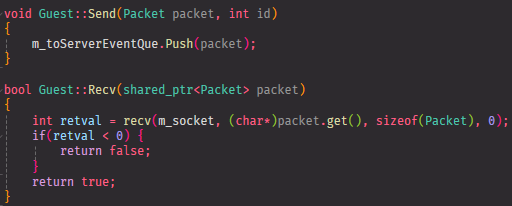 void Guest::Send(Packet packet, int id)
{
    m_toServerEventQue.Push(packet);
}
bool Guest::Recv(shared_ptr<Packet> packet)
{
    int retval = recv(m_socket, (char*)packet.get(), sizeof(Packet), 0);
    if(retval < 0) {
        return false;
    }
    return true;
}